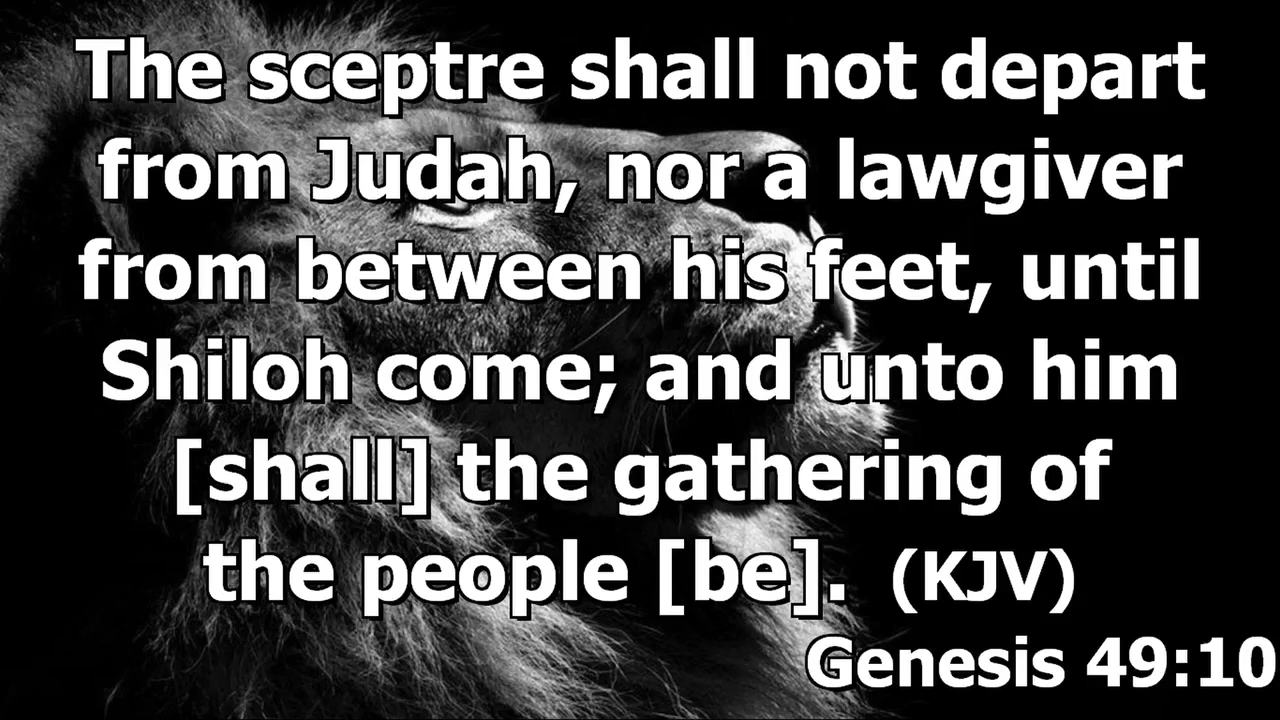 The sceptre shall not depart
from Judah, nor a lawgiver
from between his feet, until
Shiloh come; and unto him
[shall] the gathering of
the people [be]. (KJV)
Genesis 49:10